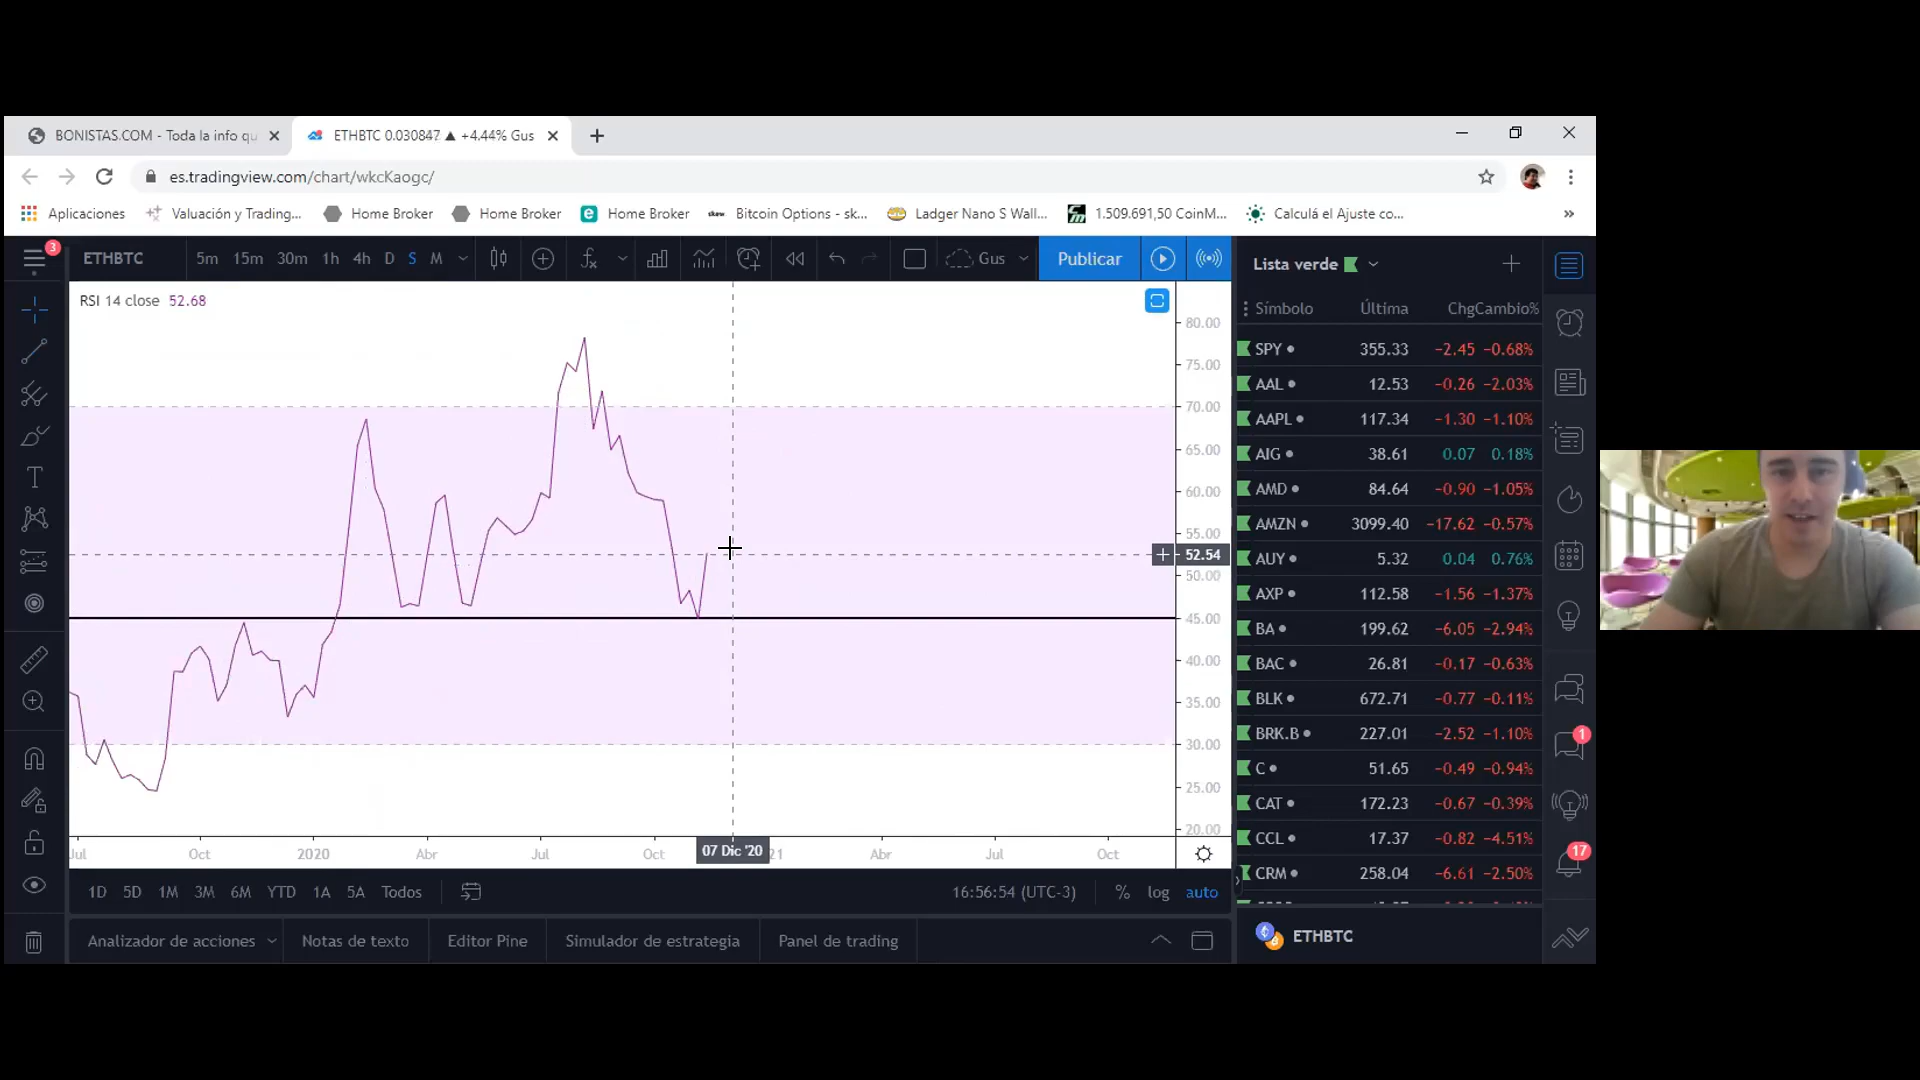 BONISTAS.COM - Toda la info qu
ETHBTC 0.030847 ▲ +4.44% Gus
es.tradingview.com/chart/wkcKaogc/
Aplicaciones Valuación y Trading... Home Broker Home Broker Home Broker skew Bitcoin Options - sk... Ladger Nano S Wall... 1.509.691,50 CoinM... Calculá el Ajuste co... »
3 ETHBTC 5m 15m 30m 1h 4h D S M Gus Publicar
RSI 14 close 52.68
80.00
75.00
70.00
65.00
60.00
55.00
52.54
50.00
45.00
40.00
35.00
30.00
25.00
20.00
Jul Oct 2020 Abr Jul Oct 07 Dic '20 21 Abr Jul Oct
1D 5D 1M 3M 6M YTD 1A 5A Todos 16:56:54 (UTC-3) % log auto
Analizador de acciones Notas de texto Editor Pine Simulador de estrategia Panel de trading
Lista verde
Símbolo Última Chg Cambio%
SPY 355.33 −2.45 −0.68%
AAL 12.53 −0.26 −2.03%
AAPL 117.34 −1.30 −1.10%
AIG 38.61 0.07 0.18%
AMD 84.64 −0.90 −1.05%
AMZN 3099.40 −17.62 −0.57%
AUY 5.32 0.04 0.76%
AXP 112.58 −1.56 −1.37%
BA 199.62 −6.05 −2.94%
BAC 26.81 −0.17 −0.63%
BLK 672.71 −0.77 −0.11%
BRK.B 227.01 −2.52 −1.10%
C 51.65 −0.49 −0.94%
CAT 172.23 −0.67 −0.39%
CCL 17.37 −0.82 −4.51%
CRM 258.04 −6.61 −2.50%
ETHBTC
1
17